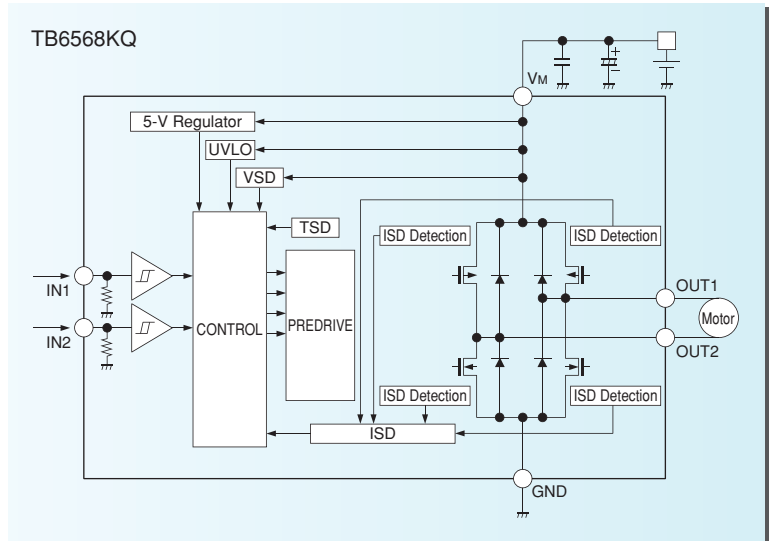 TB6568KQ
+
−
VM
5-V Regulator
UVLO
VSD
TSD
ISD Detection
ISD Detection
IN1
IN2
CONTROL
PREDRIVE
OUT1
Motor
OUT2
ISD Detection
ISD Detection
ISD
GND